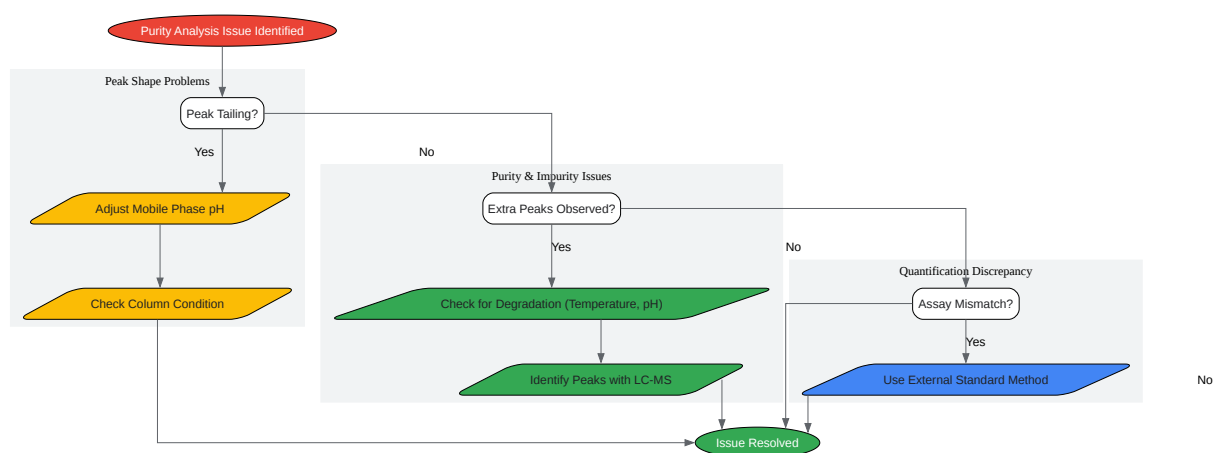 Purity Analysis Issue Identified
Peak Shape Problems
Peak Tailing?
Yes
No
Purity & Impurity Issues
Adjust Mobile Phase pH
Extra Peaks Observed?
Yes
No
Quantification Discrepancy
Check Column Condition
Check for Degradation (Temperature, pH)
Assay Mismatch?
Yes
Identify Peaks with LC-MS
Use External Standard Method
No
Issue Resolved